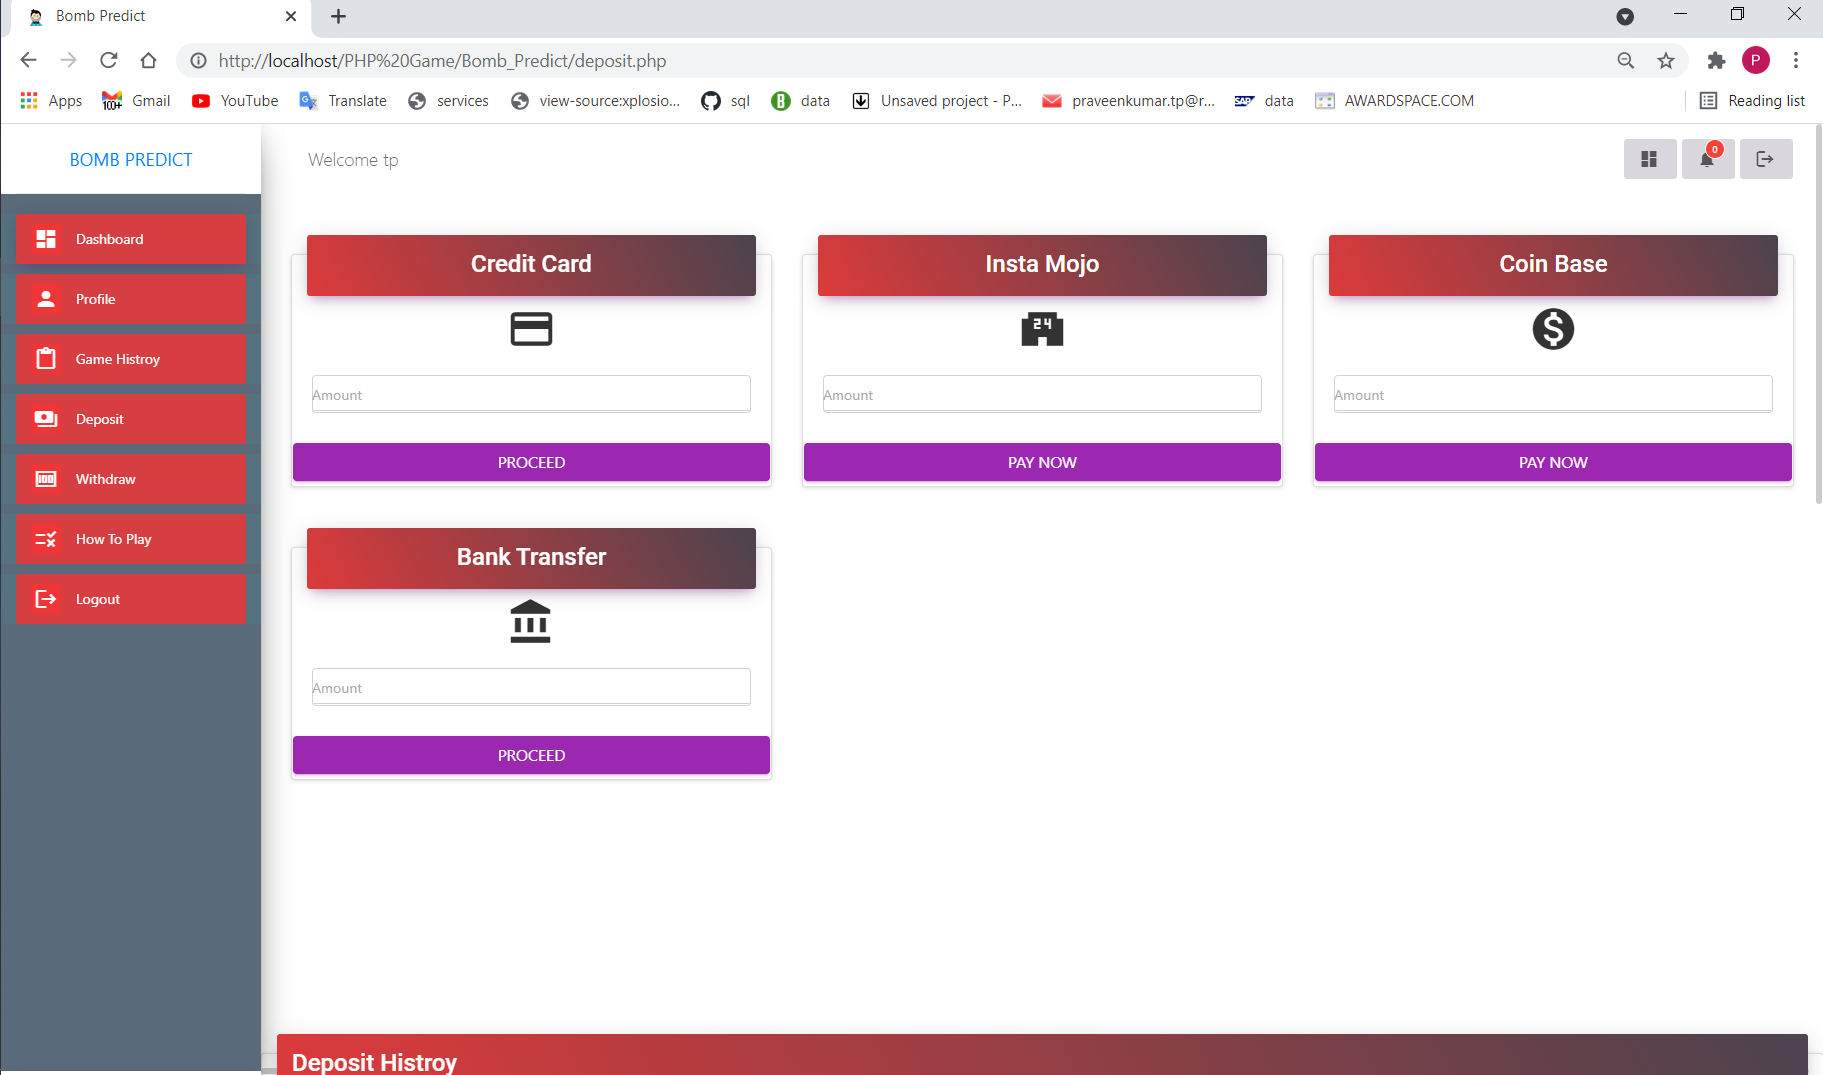 Bomb Predict
http://localhost/PHP%20Game/Bomb_Predict/deposit.php
P
Apps
100+ Gmail
YouTube
Translate
services
view-source:xplosio...
sql
B data
Unsaved project - P...
praveenkumar.tp@r...
SAP data
AWARDSPACE.COM
Reading list
BOMB PREDICT
Welcome tp
0
Dashboard
Profile
Game Histroy
Deposit
100 Withdraw
How To Play
Logout
Credit Card
Amount
PROCEED
Insta Mojo
24
Amount
PAY NOW
Coin Base
$
Amount
PAY NOW
Bank Transfer
Amount
PROCEED
Deposit Histroy